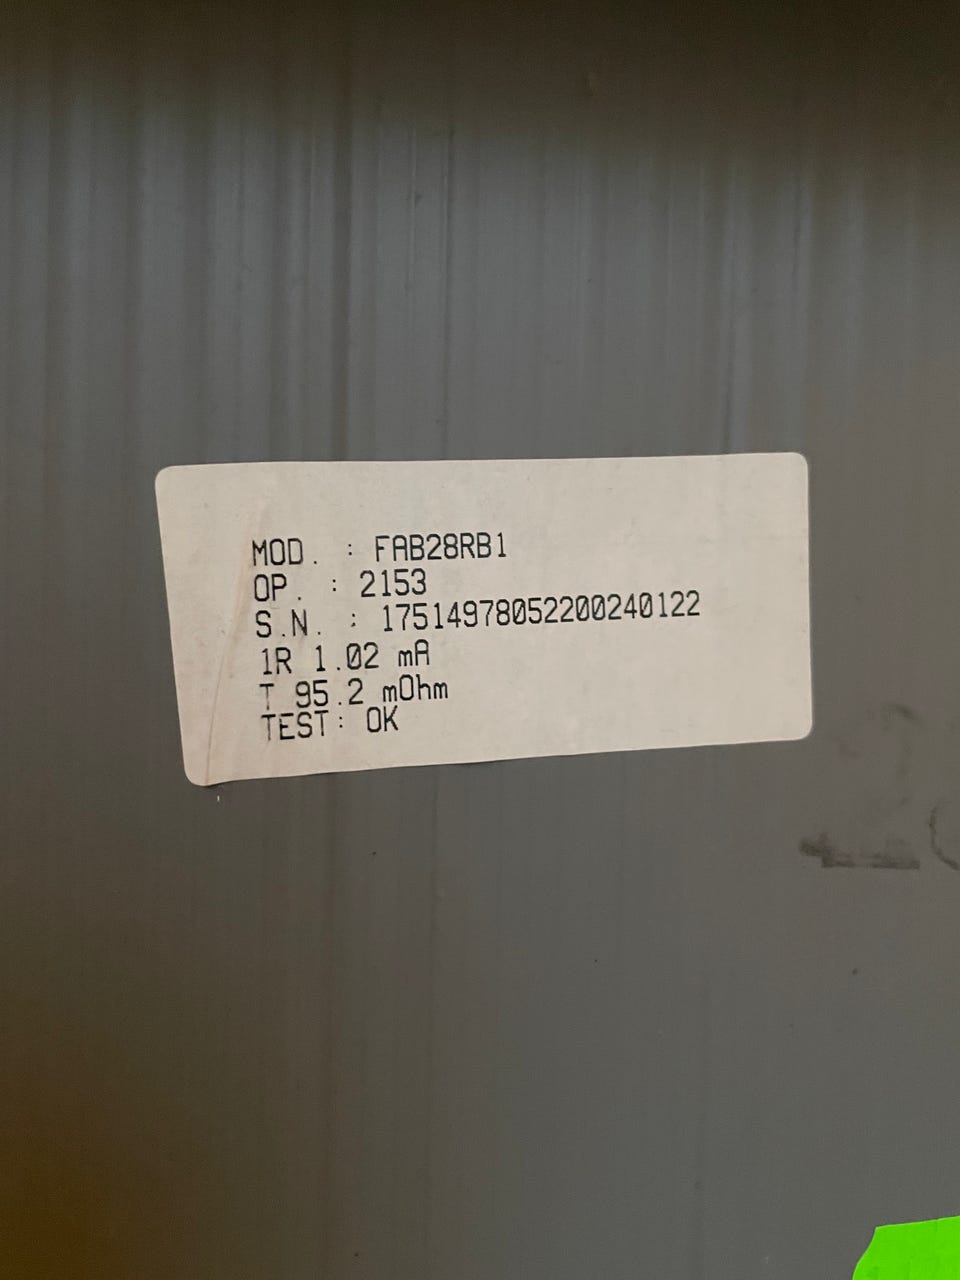 MOD. : FAB28RB1
OP. : 2153
S.N. : 17514978052200240122
1R 1.02 mA
T 95.2 mOhm
TEST: OK